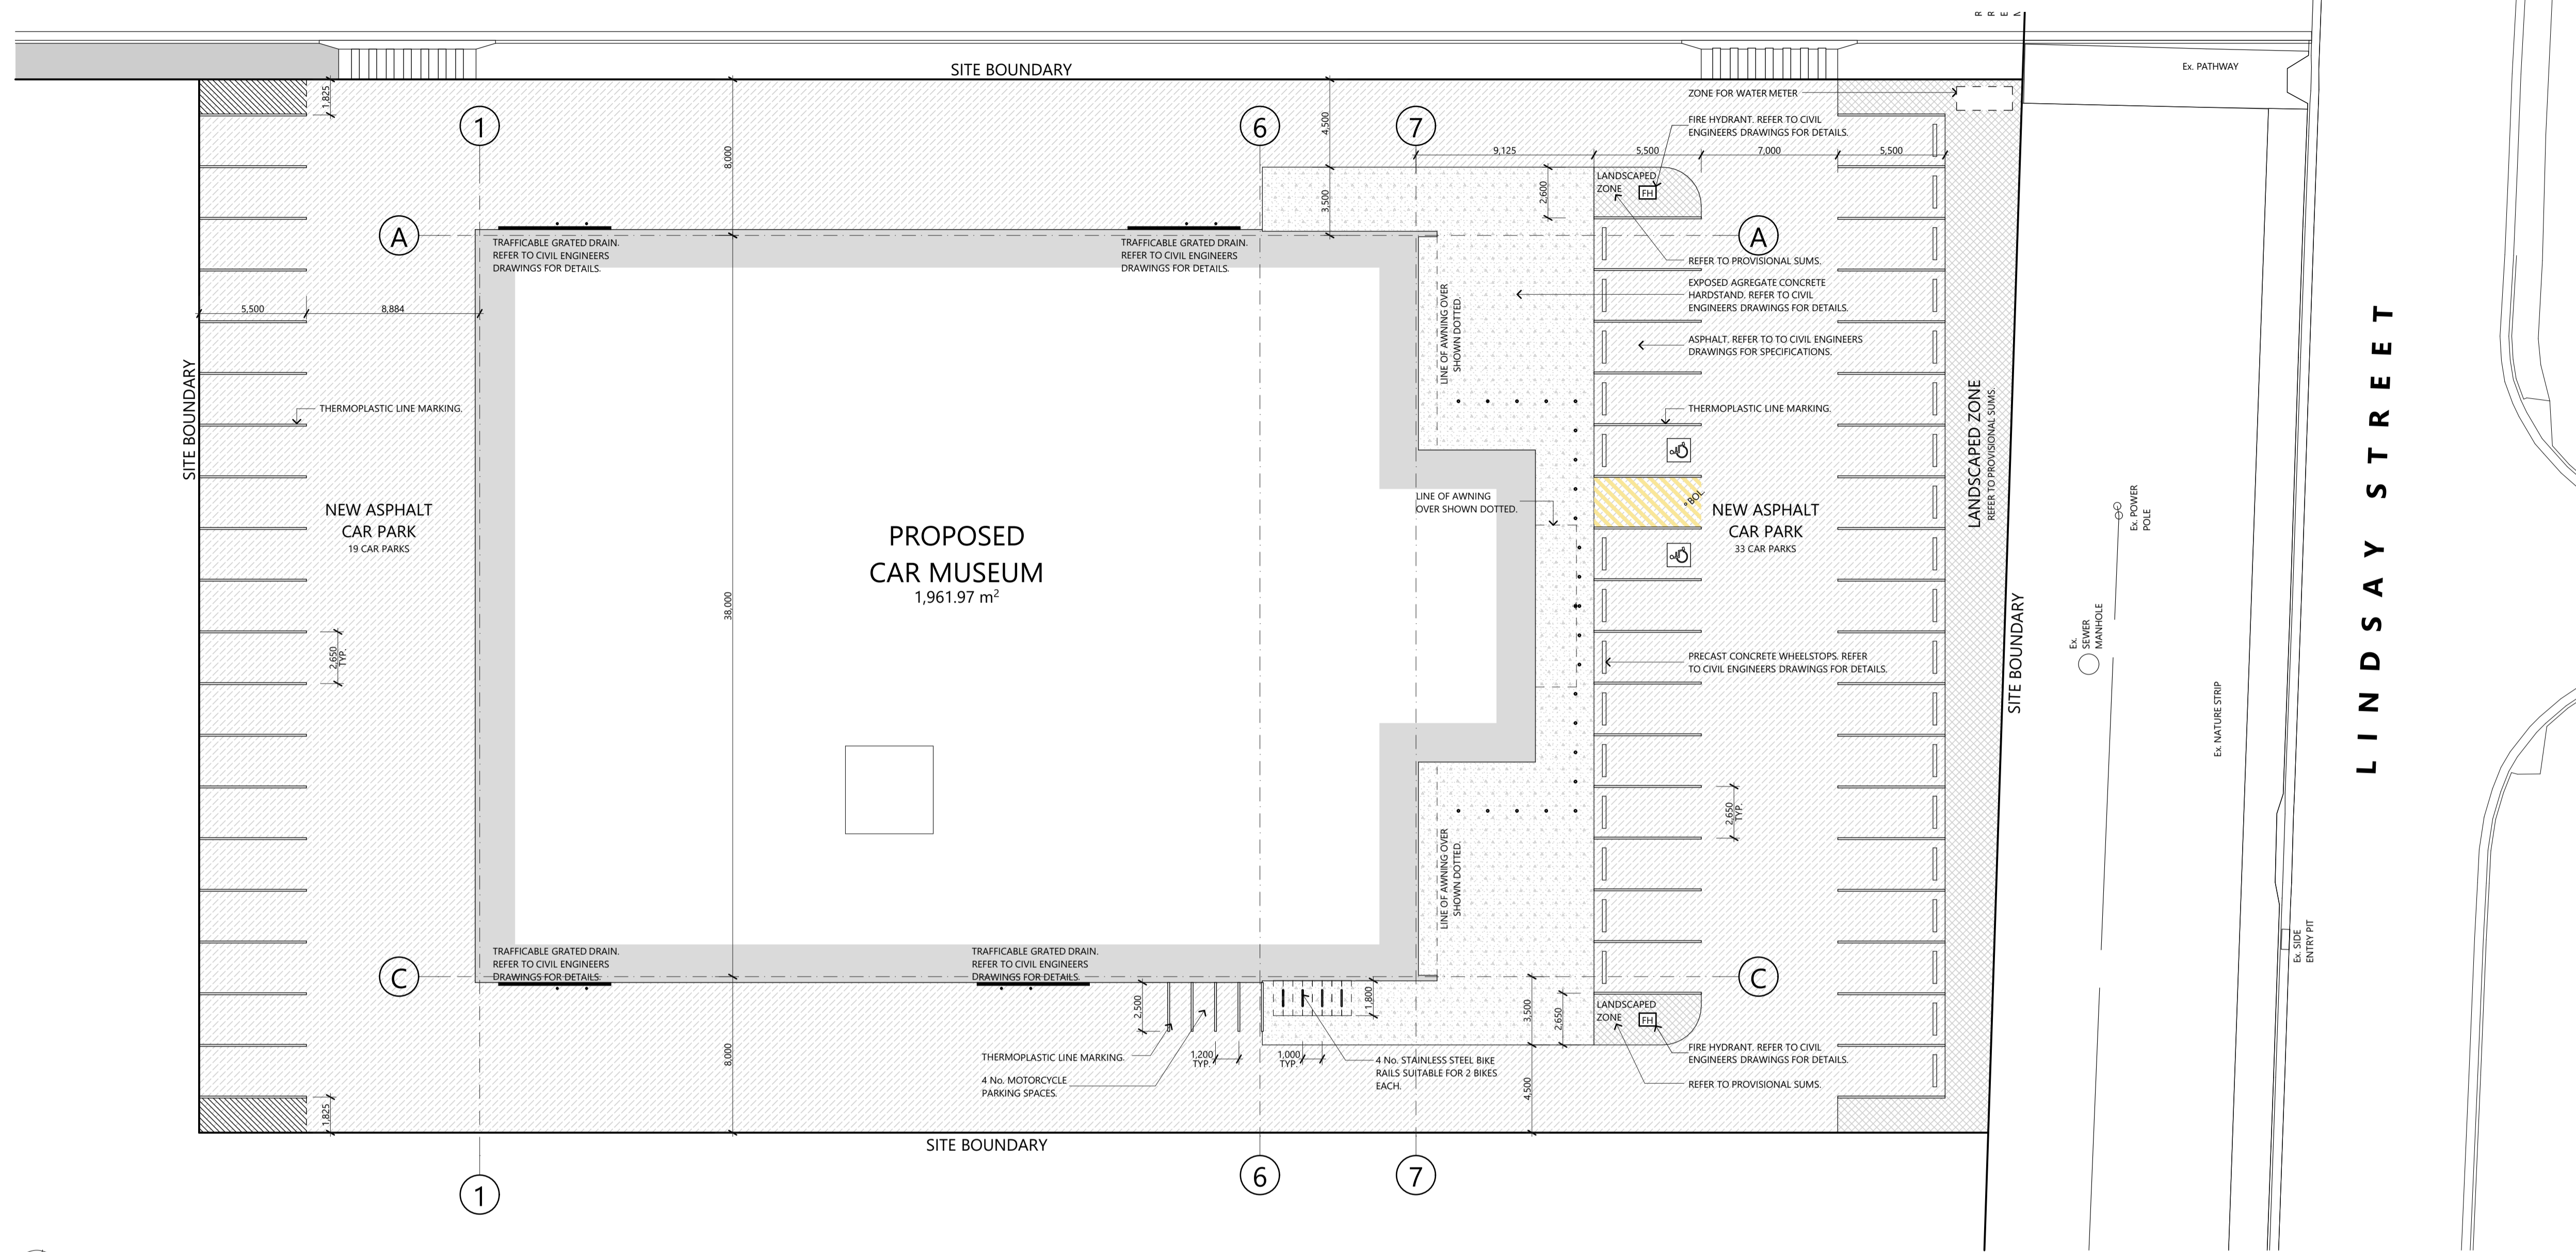 SITE BOUNDARY
Ex. PATHWAY
ZONE FOR WATER METER
1,825
1
6
7
4,500
FIRE HYDRANT. REFER TO CIVIL
ENGINEERS DRAWINGS FOR DETAILS.
8,000
9,125
5,500
7,000
5,500
LANDSCAPED
ZONE
FH
2,600
3,500
A
A
TRAFFICABLE GRATED DRAIN.
REFER TO CIVIL ENGINEERS
DRAWINGS FOR DETAILS.
TRAFFICABLE GRATED DRAIN.
REFER TO CIVIL ENGINEERS
DRAWINGS FOR DETAILS.
REFER TO PROVISIONAL SUMS.
EXPOSED AGREGATE CONCRETE
HARDSTAND. REFER TO CIVIL
ENGINEERS DRAWINGS FOR DETAILS.
5,500
8,884
LINE OF AWNING OVER
SHOWN DOTTED.
ASPHALT. REFER TO TO CIVIL ENGINEERS
DRAWINGS FOR SPECIFICATIONS.
SITE BOUNDARY
THERMOPLASTIC LINE MARKING.
THERMOPLASTIC LINE MARKING.
LANDSCAPED ZONE
REFER TO PROVISIONAL SUMS.
LINDSAY STREET
NEW ASPHALT
CAR PARK
19 CAR PARKS
PROPOSED
CAR MUSEUM
1,961.97 m2
LINE OF AWNING
OVER SHOWN DOTTED.
BOL
NEW ASPHALT
CAR PARK
33 CAR PARKS
Ex. POWER
POLE
38,000
2,650
TYP.
PRECAST CONCRETE WHEELSTOPS. REFER
TO CIVIL ENGINEERS DRAWINGS FOR DETAILS.
SITE BOUNDARY
Ex.
SEWER
MANHOLE
Ex. NATURE STRIP
2,650
TYP.
LINE OF AWNING OVER
SHOWN DOTTED.
Ex. SIDE
ENTRY PIT
TRAFFICABLE GRATED DRAIN.
REFER TO CIVIL ENGINEERS
DRAWINGS FOR DETAILS.
TRAFFICABLE GRATED DRAIN.
REFER TO CIVIL ENGINEERS
DRAWINGS FOR DETAILS.
C
C
2,500
1,800
3,500
2,650
LANDSCAPED
ZONE
FH
THERMOPLASTIC LINE MARKING.
1,200
TYP.
1,000
TYP.
4 No. STAINLESS STEEL BIKE
RAILS SUITABLE FOR 2 BIKES
EACH.
FIRE HYDRANT. REFER TO CIVIL
ENGINEERS DRAWINGS FOR DETAILS.
8,000
4 No. MOTORCYCLE
PARKING SPACES.
REFER TO PROVISIONAL SUMS.
4,500
1,825
SITE BOUNDARY
1
6
7